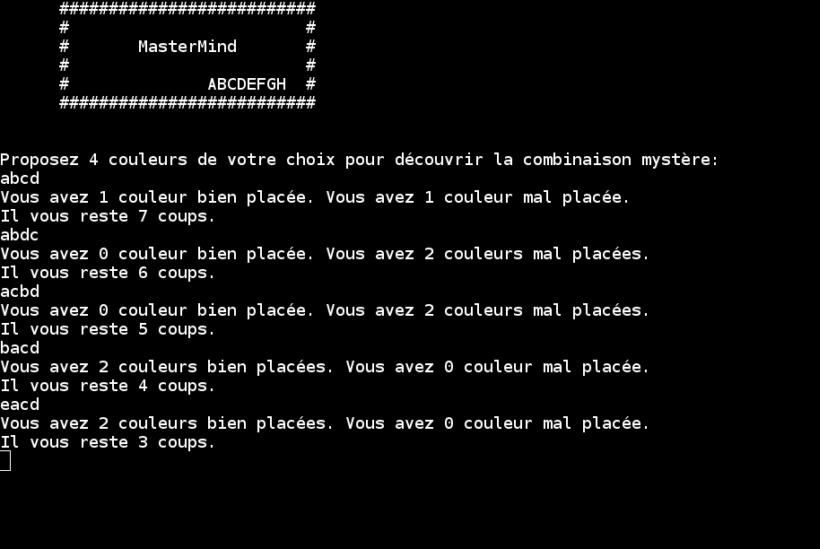 ##########################
#                        #
#       MasterMind       #
#                        #
#              ABCDEFGH  #
##########################
Proposez 4 couleurs de votre choix pour découvrir la combinaison mystère:
abcd
Vous avez 1 couleur bien placée. Vous avez 1 couleur mal placée.
Il vous reste 7 coups.
abdc
Vous avez 0 couleur bien placée. Vous avez 2 couleurs mal placées.
Il vous reste 6 coups.
acbd
Vous avez 0 couleur bien placée. Vous avez 2 couleurs mal placées.
Il vous reste 5 coups.
bacd
Vous avez 2 couleurs bien placées. Vous avez 0 couleur mal placée.
Il vous reste 4 coups.
eacd
Vous avez 2 couleurs bien placées. Vous avez 0 couleur mal placée.
Il vous reste 3 coups.